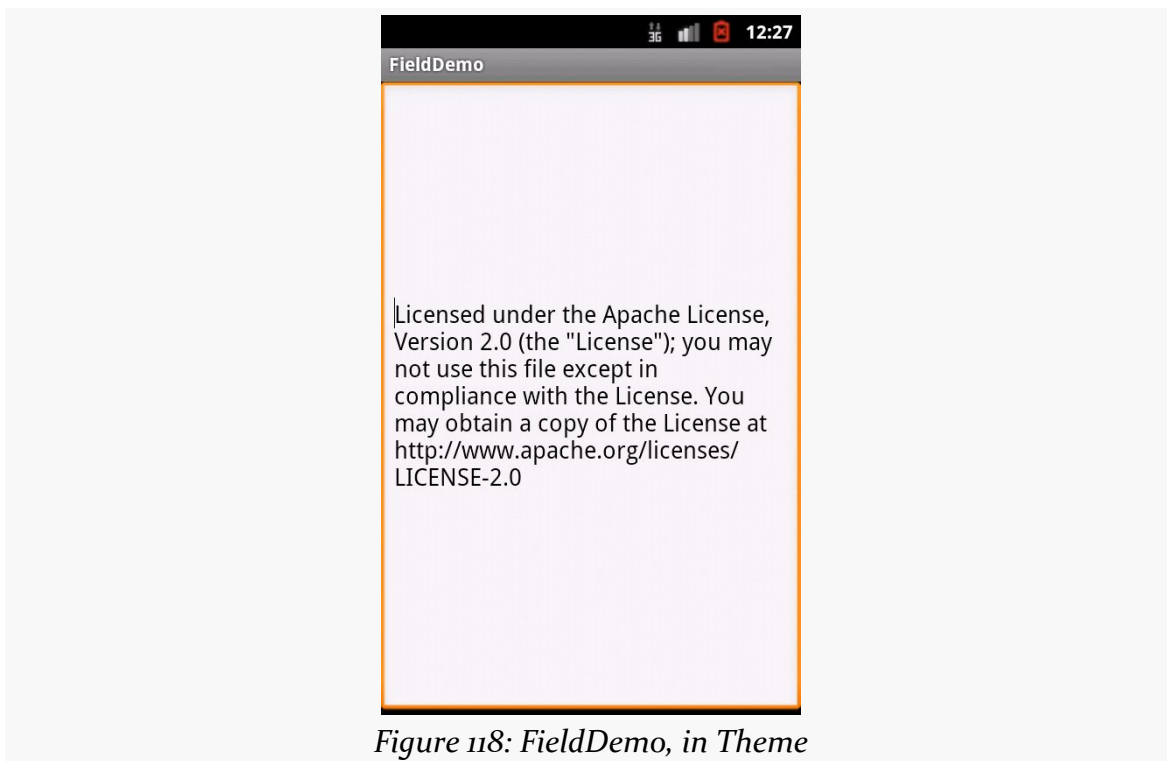 3G 12:27
FieldDemo
Licensed under the Apache License,
Version 2.0 (the "License"); you may
not use this file except in
compliance with the License. You
may obtain a copy of the License at
http://www.apache.org/licenses/
LICENSE-2.0
Figure 118: FieldDemo, in Theme